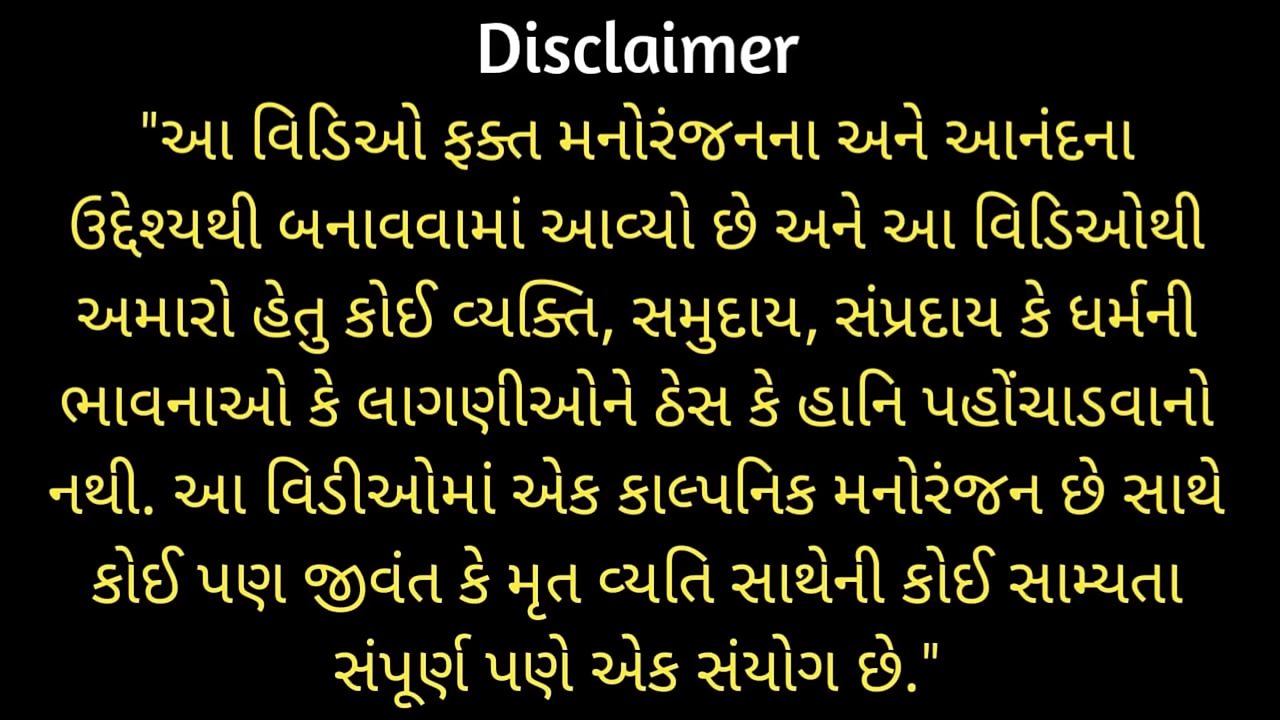 Disclaimer
"આ વિડિઓ ફક્ત મનોરંજનના અને આનંદના
ઉદ્દેશ્યથી બનાવવામાં આવ્યો છે અને આ વિડિઓથી
અમારો હેતુ કોઈ વ્યક્તિ, સમુદાય, સંપ્રદાય કે ધર્મની
ભાવનાઓ કે લાગણીઓને ઠેસ કે હાનિ પહોંચાડવાનો
નથી. આ વિડીઓમાં એક કાલ્પનિક મનોરંજન છે સાથે
કોઈ પણ જીવંત કે મૃત વ્યતિ સાથેની કોઈ સામ્યતા
સંપૂર્ણ પણે એક સંયોગ છે."